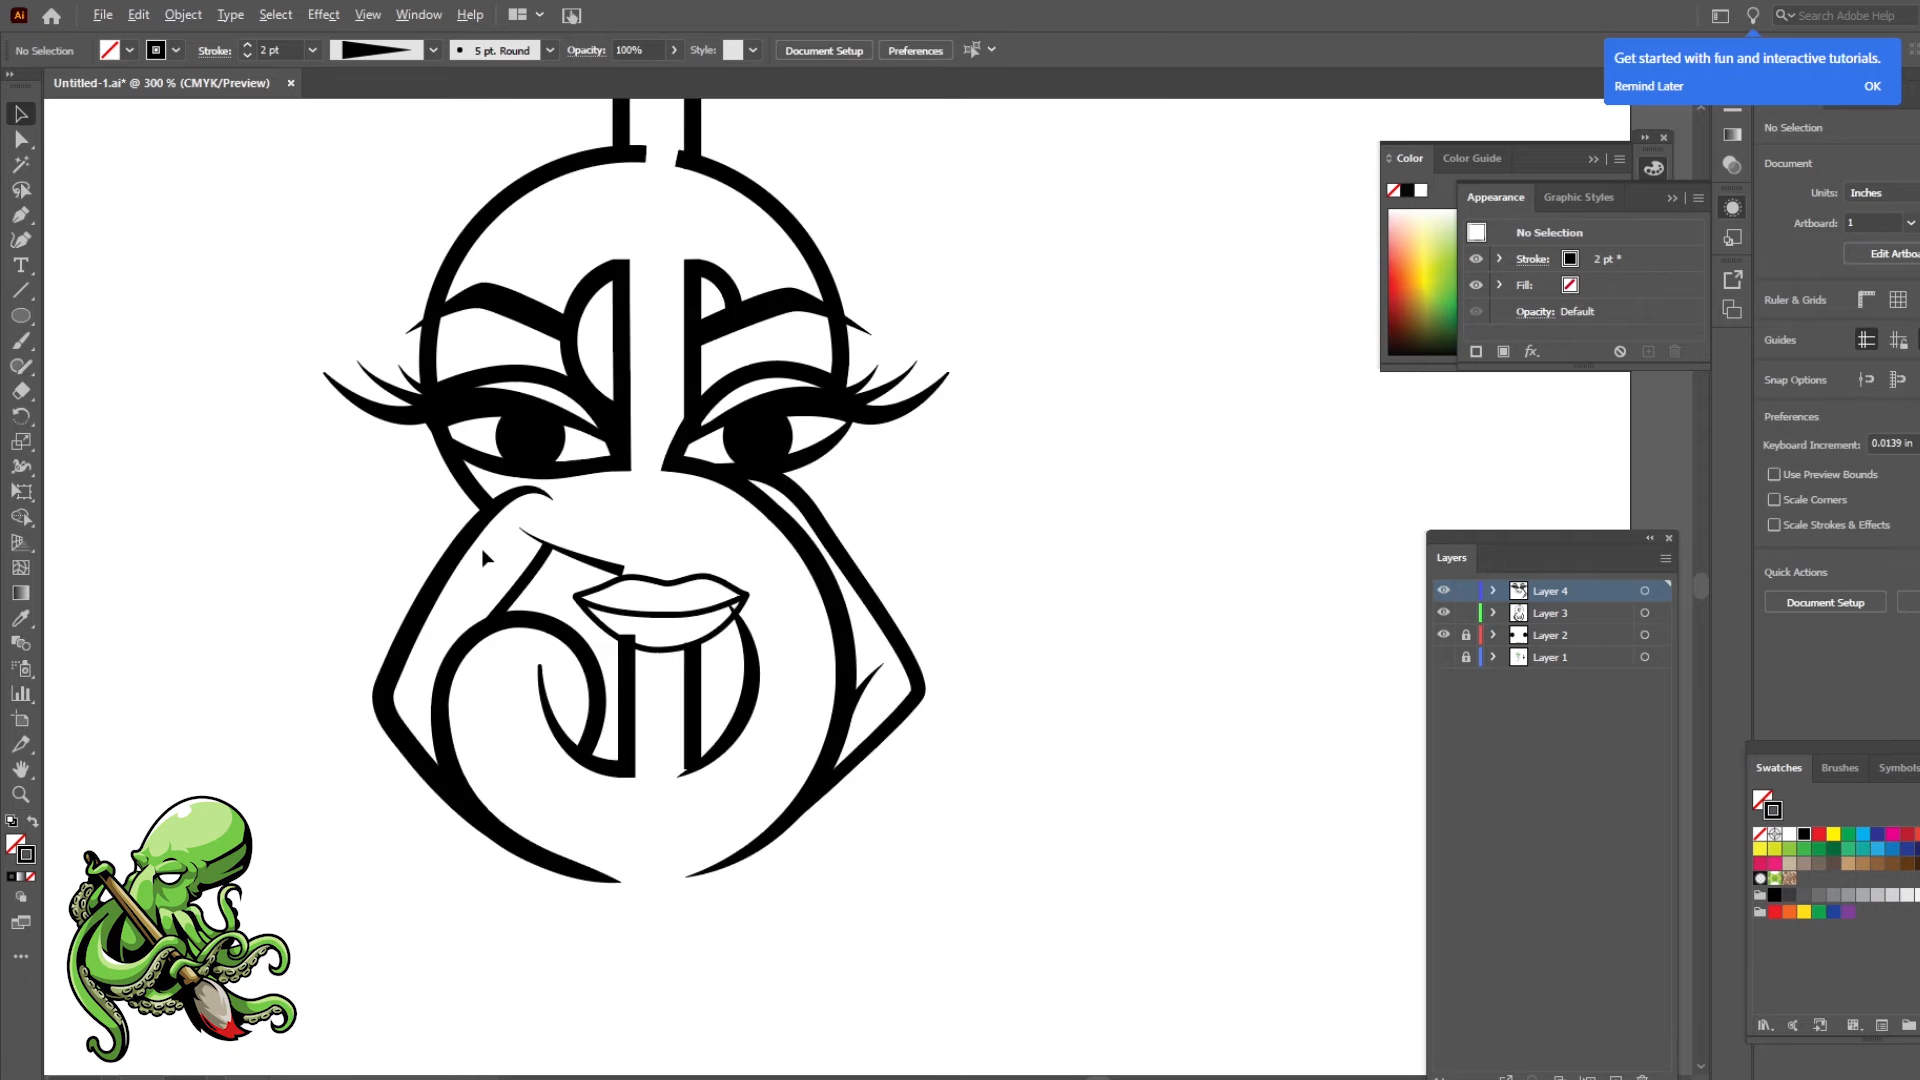 Ai File Edit Object Type Select Effect View Window Help Search Adobe Help
No Selection Stroke: 2 pt 5 pt. Round Opacity: 100% Style: Document Setup Preferences
Get started with fun and interactive tutorials.
Remind Later OK
Untitled-1.ai* @ 300 % (CMYK/Preview)
No Selection
Color Color Guide
Document
Appearance Graphic Styles
Units: Inches
Artboard: 1
No Selection
Edit Artboa
Stroke: 2 pt *
Fill:
Opacity: Default
Ruler & Grids
Guides
Snap Options
Preferences
Keyboard Increment: 0.0139 in
Use Preview Bounds
Scale Corners
Scale Strokes & Effects
Quick Actions
Document Setup
Layers
Layer 4
Layer 3
Layer 2
Layer 1
Swatches Brushes Symbols